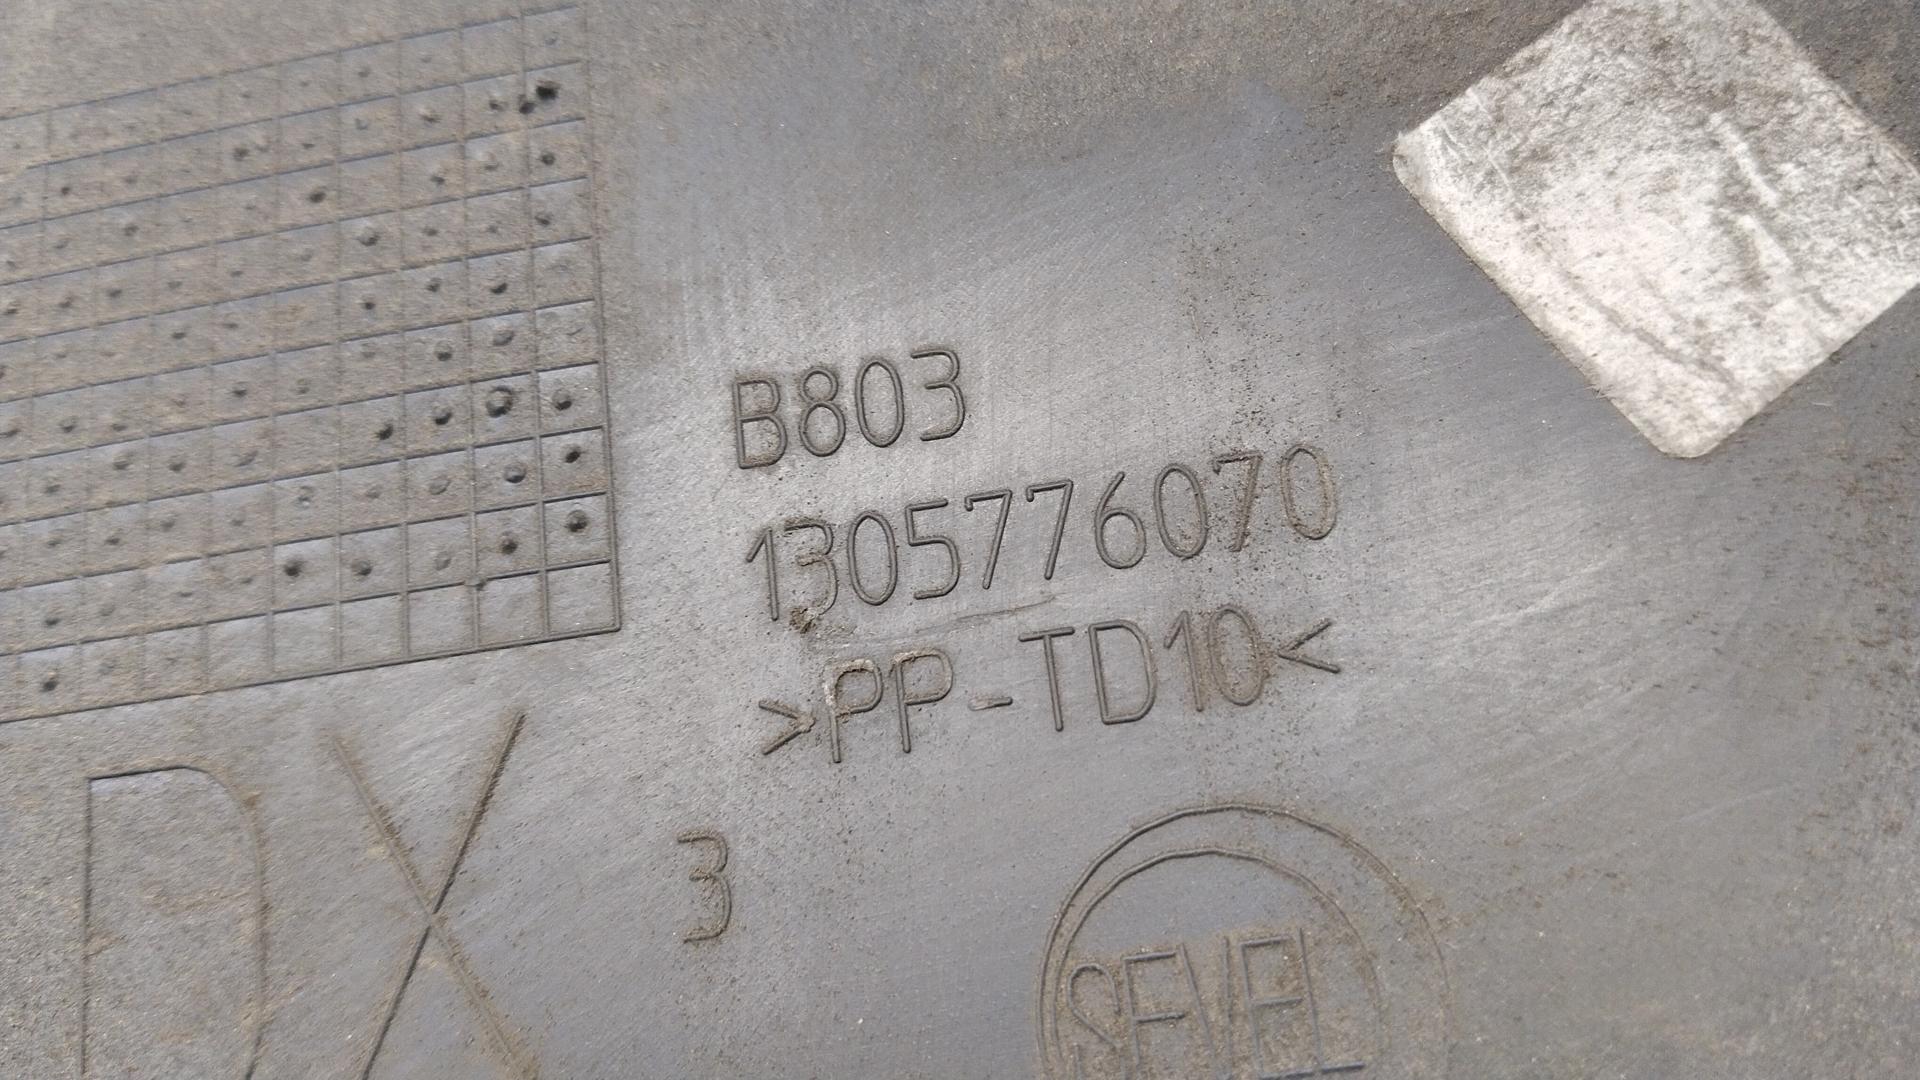 B803
1305776070
>PP-TD10<
DX
3
SEVEL